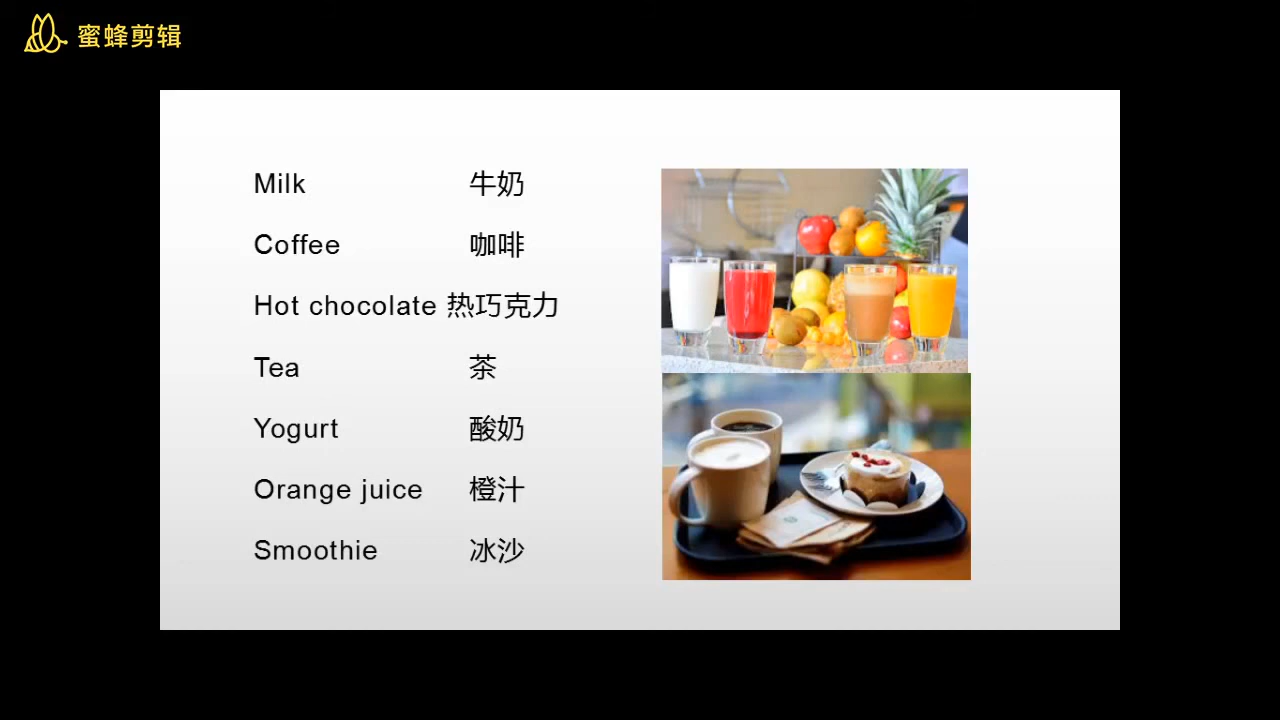 蜜蜂剪辑
Milk 牛奶
Coffee 咖啡
Hot chocolate 热巧克力
Tea 茶
Yogurt 酸奶
Orange juice 橙汁
Smoothie 冰沙